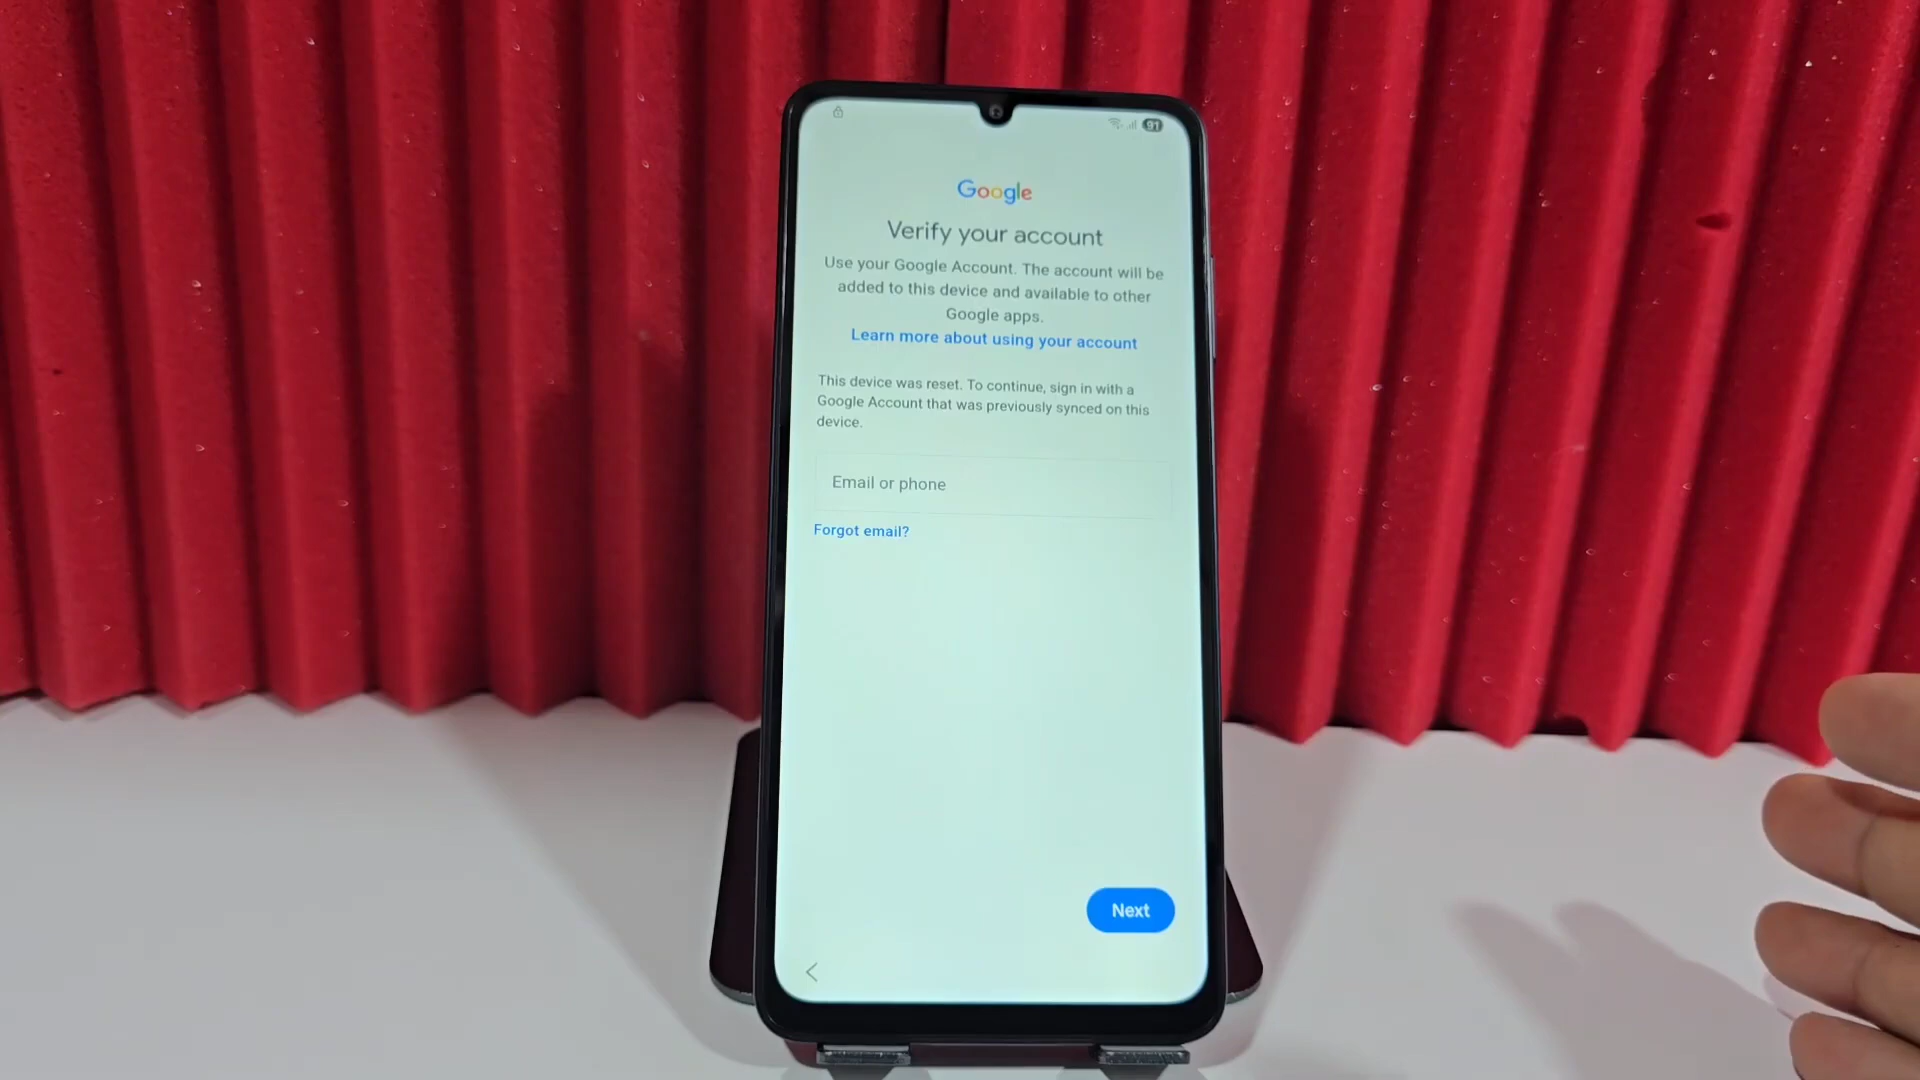 91
Google
Verify your account
Use your Google Account. The account will be
added to this device and available to other
Google apps.
Learn more about using your account
This device was reset. To continue, sign in with a
Google Account that was previously synced on this
device.
Email or phone
Forgot email?
Next